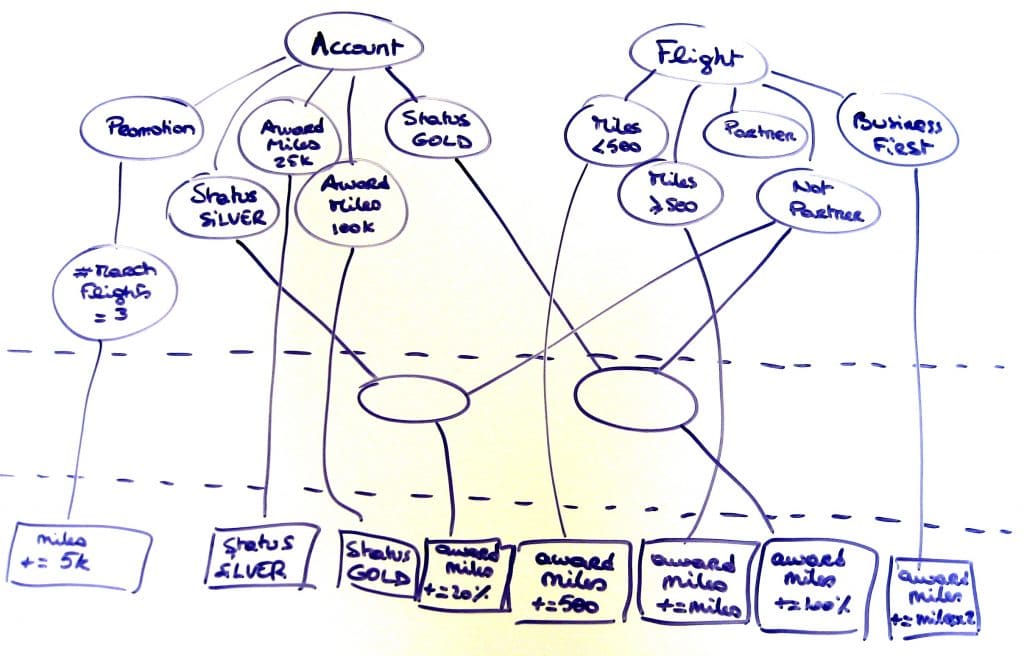 Account
Flight
Promotion
Award
Miles
25k
Status
GOLD
Miles
<500
Partner
Business
First
Status
SILVER
Award
Miles
100k
Miles
≥500
Not
Partner
#March
Flights
= 3
miles
+= 5k
Status
SILVER
Status
GOLD
award
miles
+=20%
award
miles
+=500
award
miles
+=miles
award
miles
+=100%
award
miles
+=milesx2